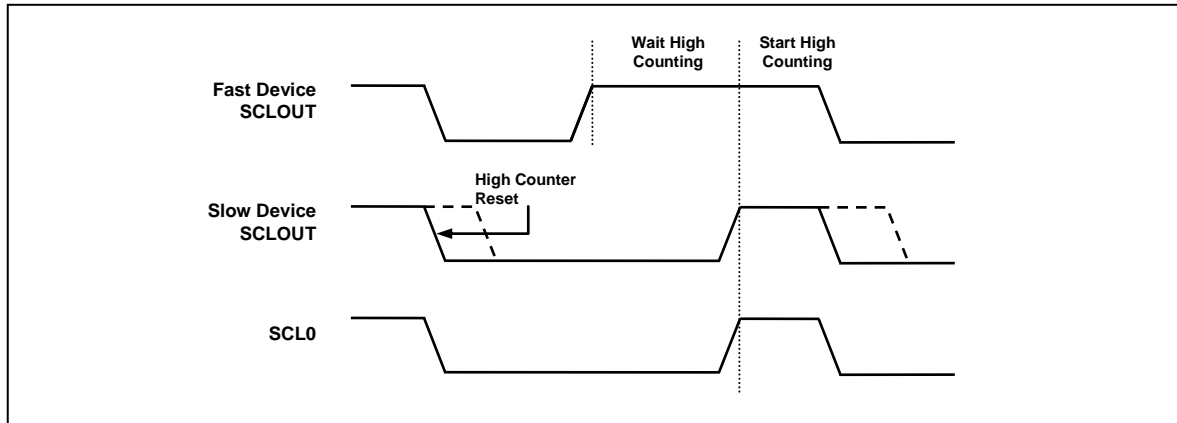 Wait High
Counting
Start High
Counting
Fast Device
SCLOUT
High Counter
Reset
Slow Device
SCLOUT
SCL0